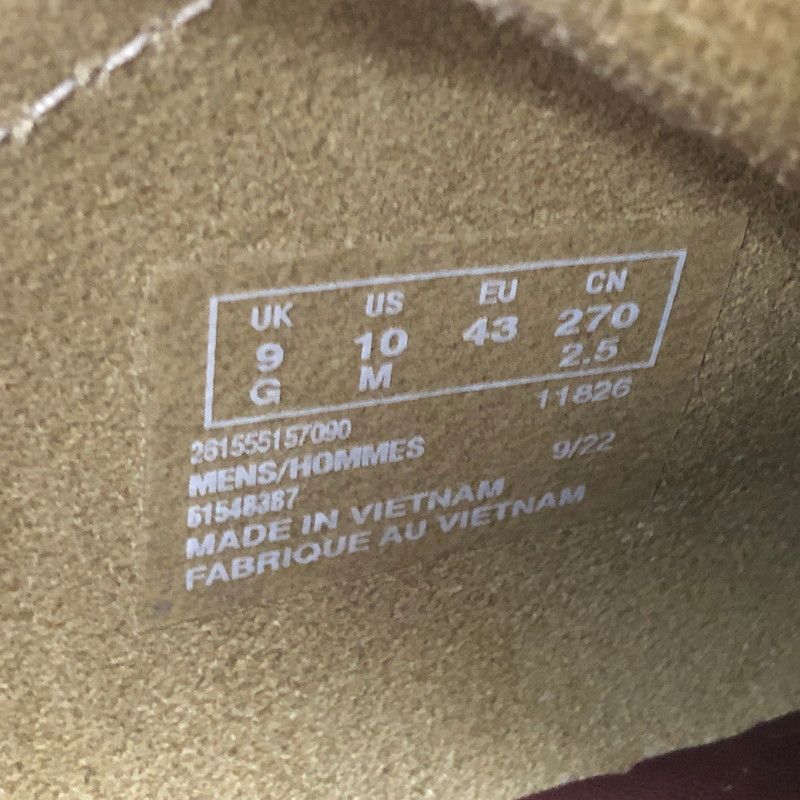 UK US EU CN
9 10 43 270
G M 2.5
261555157090 11826
MENS/HOMMES 9/22
61548387
MADE IN VIETNAM
FABRIQUE AU VIETNAM